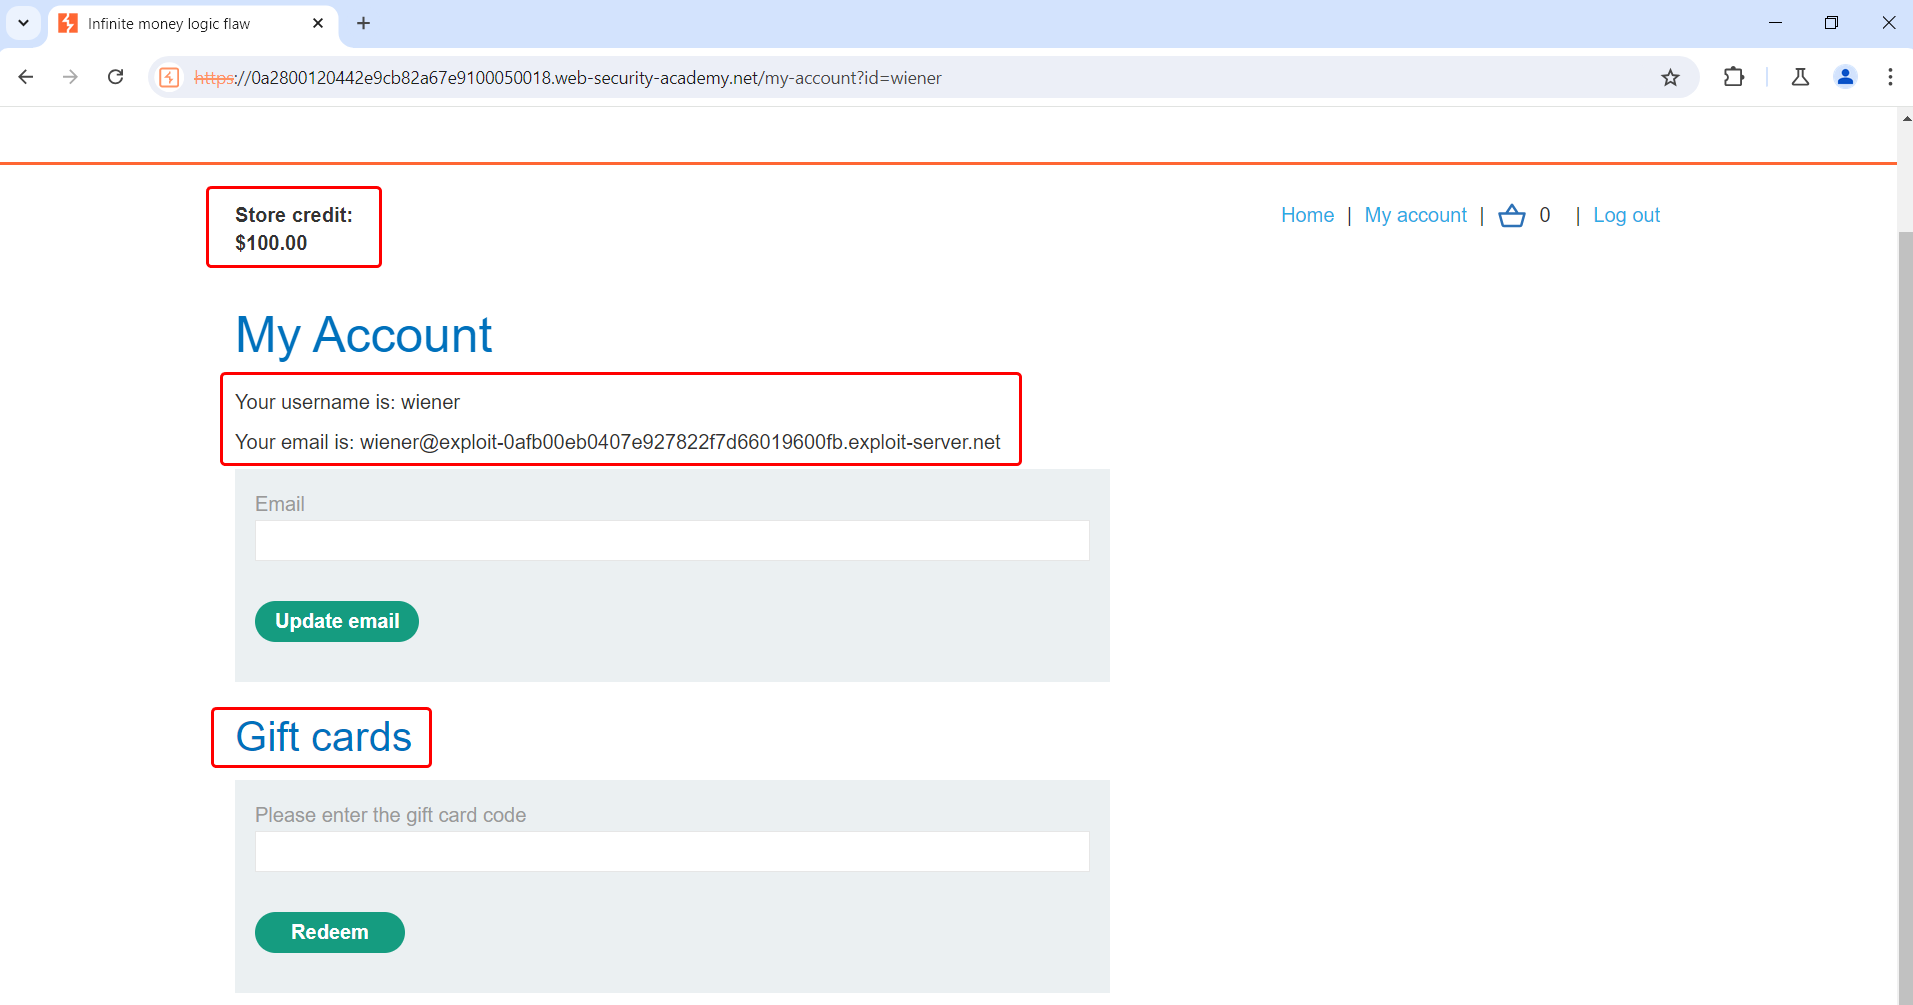 Infinite money logic flaw
https://0a2800120442e9cb82a67e9100050018.web-security-academy.net/my-account?id=wiener
Store credit:
$100.00
Home | My account | 0 | Log out
My Account
Your username is: wiener
Your email is: wiener@exploit-0afb00eb0407e927822f7d66019600fb.exploit-server.net
Email
Update email
Gift cards
Please enter the gift card code
Redeem